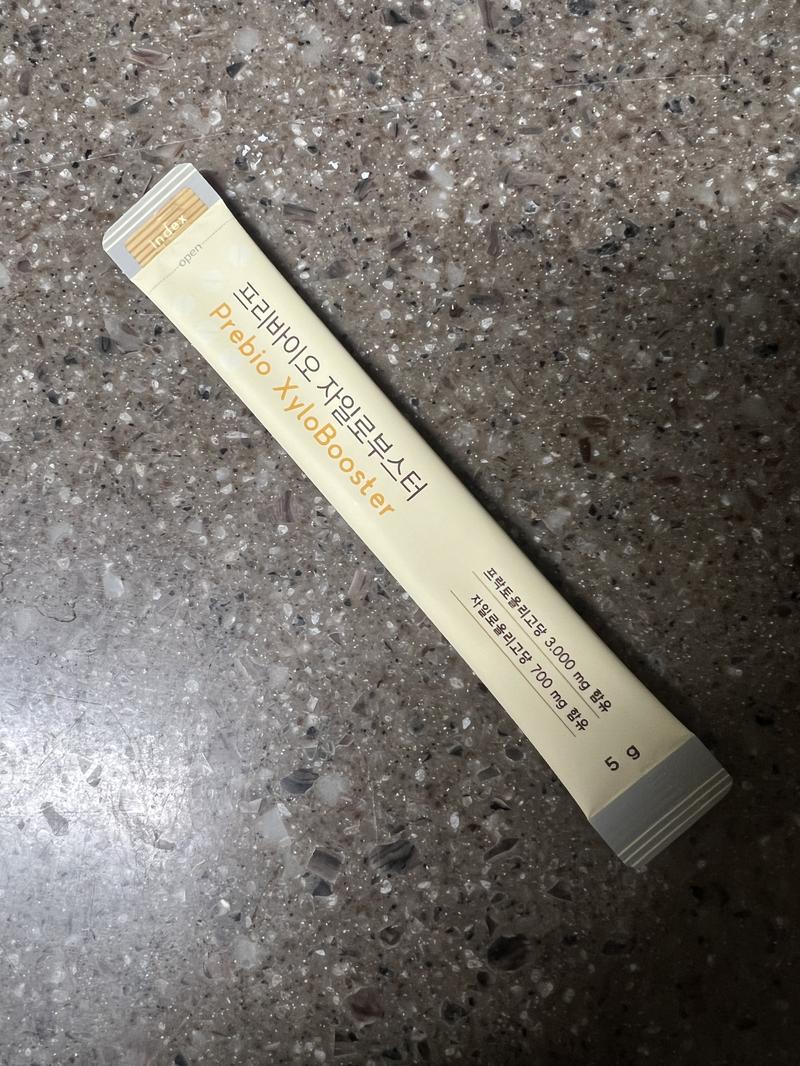 Index
open
프리바이오 자일로부스터
Prebio XyloBooster
프락토올리고당 3,000 mg 함유
자일로올리고당 700 mg 함유
5 g